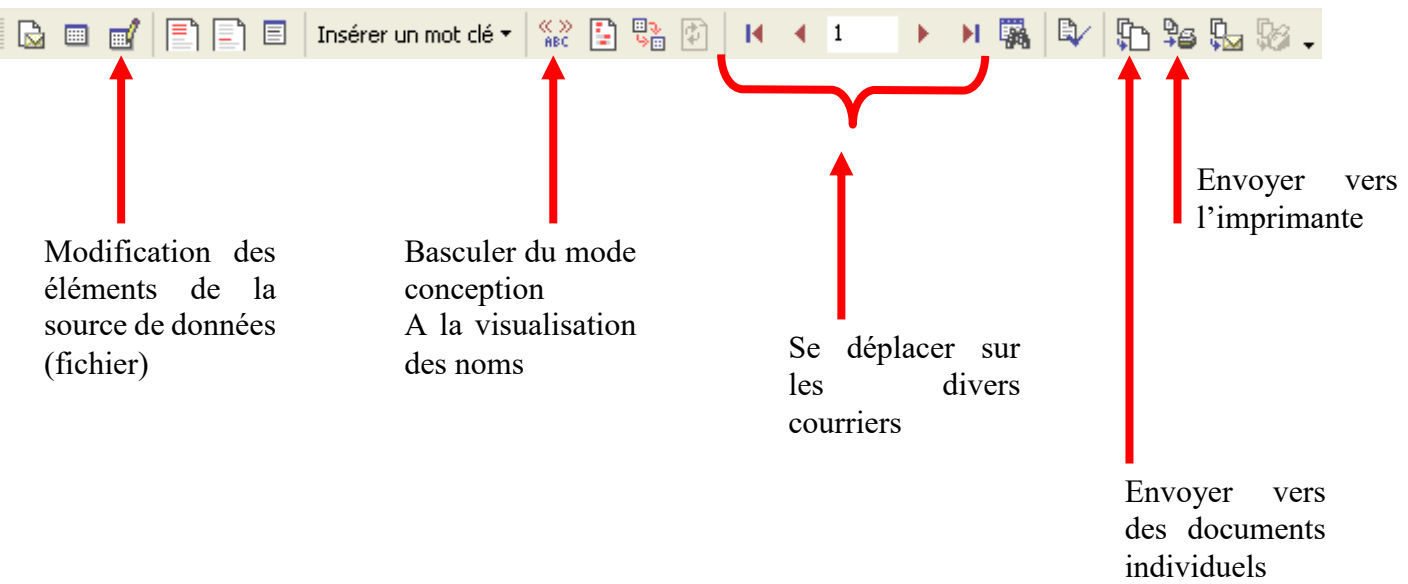 Insérer un mot clé
«» ABC
1
Modification des
éléments de la
source de données
(fichier)
Basculer du mode
conception
A la visualisation
des noms
Se déplacer sur
les divers
courriers
Envoyer vers
l’imprimante
Envoyer vers
des documents
individuels